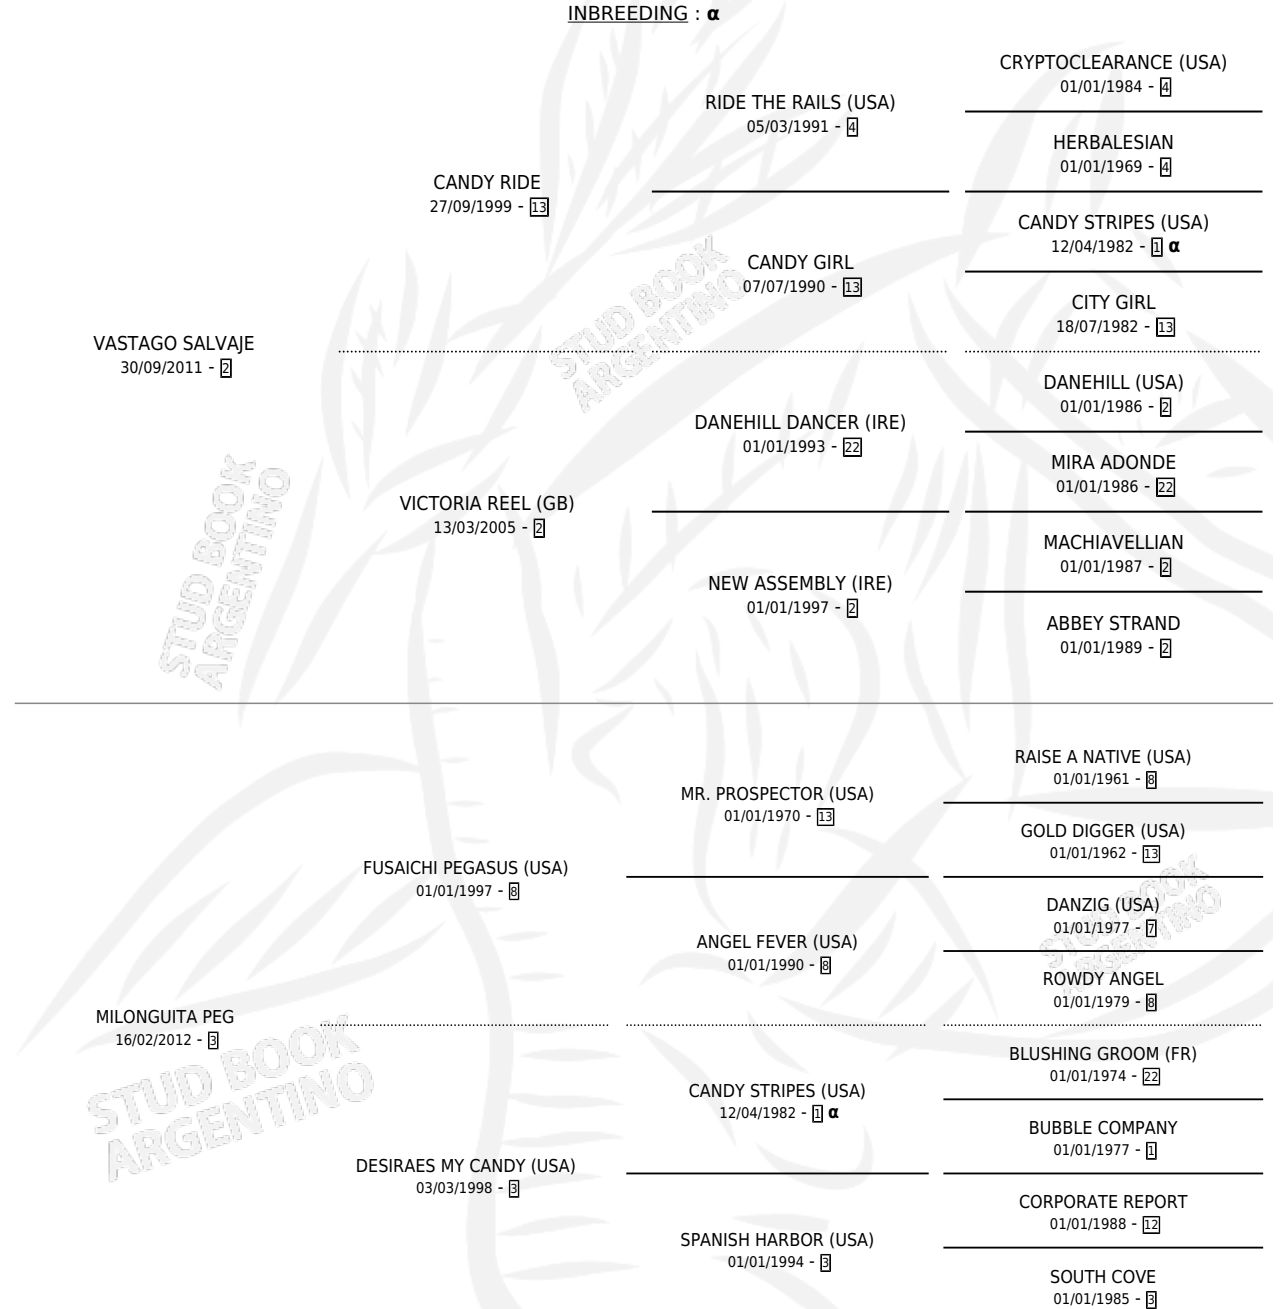 INBREEDING : α
CRYPTOCLEARANCE (USA)
01/01/1984 - 4
RIDE THE RAILS (USA)
05/03/1991 - 4
HERBALESIAN
01/01/1969 - 4
CANDY RIDE
27/09/1999 - 13
CANDY STRIPES (USA)
12/04/1982 - 1 α
CANDY GIRL
07/07/1990 - 13
CITY GIRL
18/07/1982 - 13
VASTAGO SALVAJE
30/09/2011 - 2
DANEHILL (USA)
01/01/1986 - 2
DANEHILL DANCER (IRE)
01/01/1993 - 22
MIRA ADONDE
01/01/1986 - 22
VICTORIA REEL (GB)
13/03/2005 - 2
MACHIAVELLIAN
01/01/1987 - 2
NEW ASSEMBLY (IRE)
01/01/1997 - 2
ABBEY STRAND
01/01/1989 - 2
RAISE A NATIVE (USA)
01/01/1961 - 8
MR. PROSPECTOR (USA)
01/01/1970 - 13
GOLD DIGGER (USA)
01/01/1962 - 13
FUSAICHI PEGASUS (USA)
01/01/1997 - 8
DANZIG (USA)
01/01/1977 - 7
ANGEL FEVER (USA)
01/01/1990 - 8
ROWDY ANGEL
01/01/1979 - 8
MILONGUITA PEG
16/02/2012 - 3
BLUSHING GROOM (FR)
01/01/1974 - 22
CANDY STRIPES (USA)
12/04/1982 - 1 α
BUBBLE COMPANY
01/01/1977 - 1
DESIRAES MY CANDY (USA)
03/03/1998 - 3
CORPORATE REPORT
01/01/1988 - 12
SPANISH HARBOR (USA)
01/01/1994 - 3
SOUTH COVE
01/01/1985 - 3
STUD BOOK
ARGENTINO
STUD BOOK
ARGENTINO
STUD BOOK
ARGENTINO
STUD BOOK
ARGENTINO